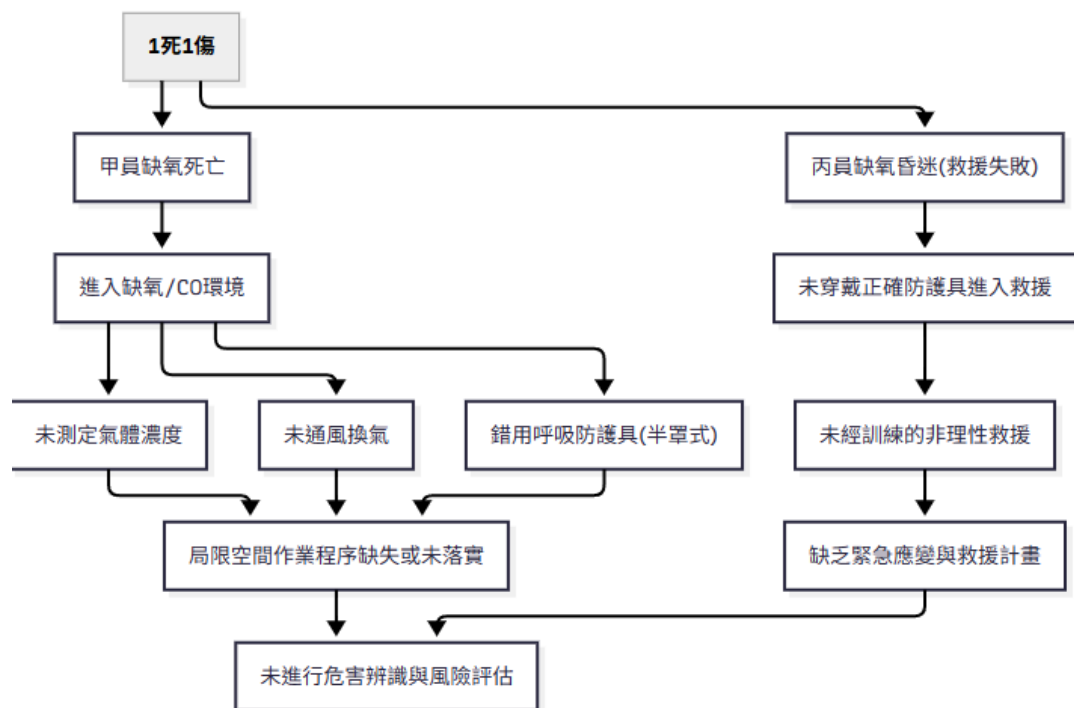 1死1傷
甲員缺氧死亡
丙員缺氧昏迷(救援失敗)
進入缺氧/CO環境
未穿戴正確防護具進入救援
未測定氣體濃度
未通風換氣
錯用呼吸防護具(半罩式)
未經訓練的非理性救援
局限空間作業程序缺失或未落實
缺乏緊急應變與救援計畫
未進行危害辨識與風險評估